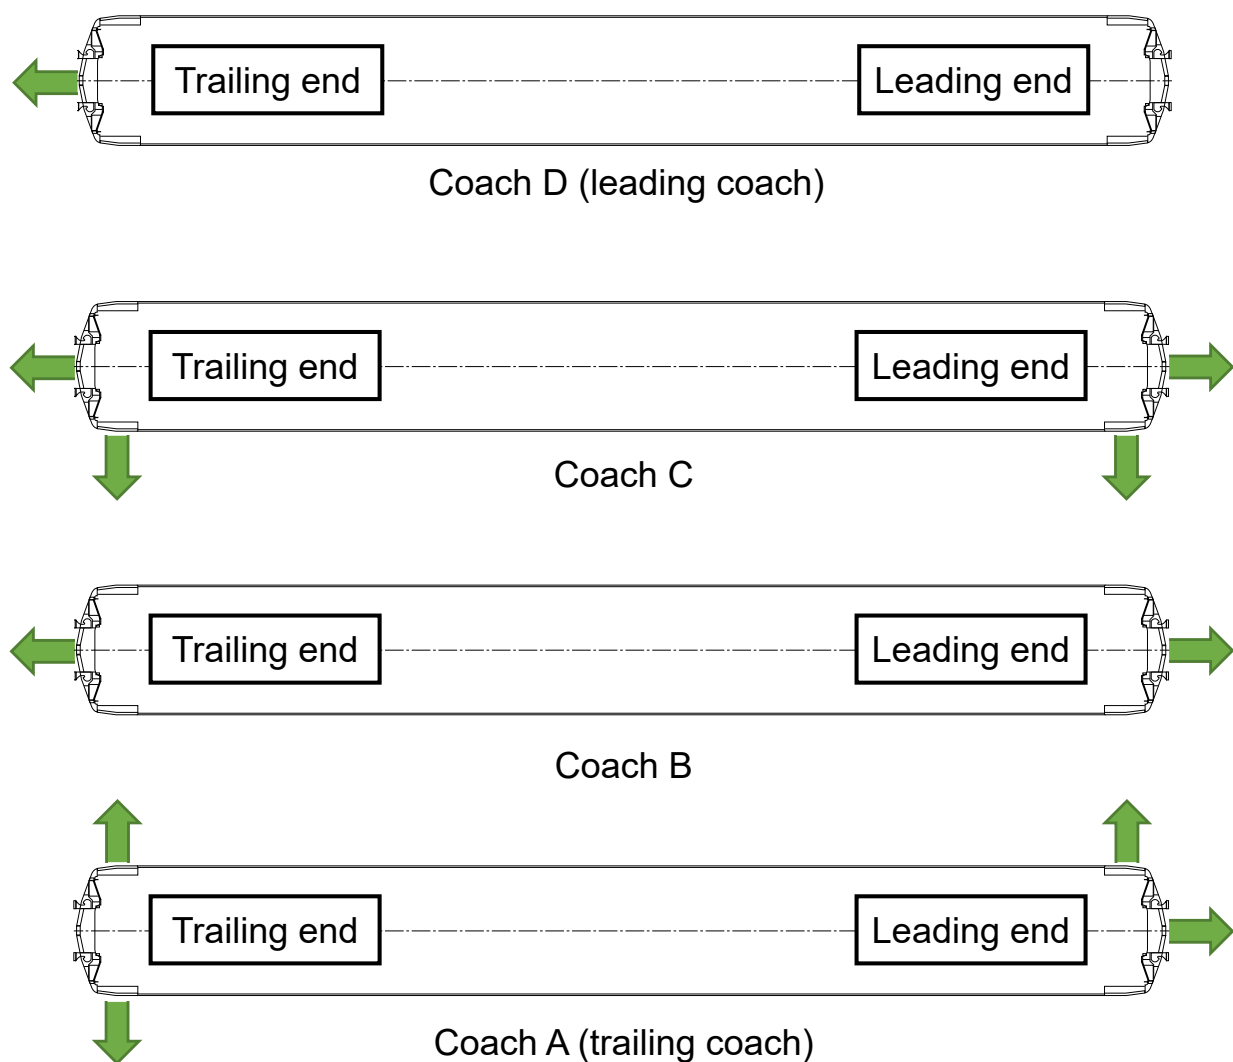 Trailing end
Leading end
Coach D (leading coach)
Trailing end
Leading end
Coach C
Trailing end
Leading end
Coach B
Trailing end
Leading end
Coach A (trailing coach)